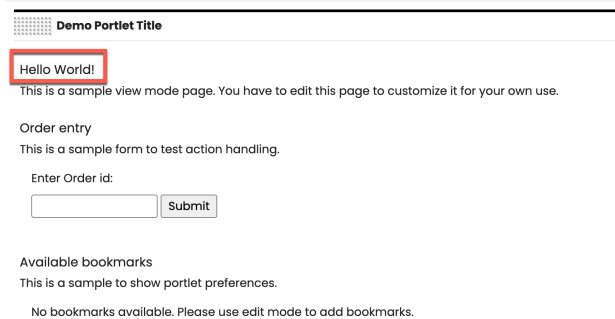 Demo Portlet Title
Hello World!
This is a sample view mode page. You have to edit this page to customize it for your own use.
Order entry
This is a sample form to test action handling.
Enter Order id:
Submit
Available bookmarks
This is a sample to show portlet preferences.
No bookmarks available. Please use edit mode to add bookmarks.